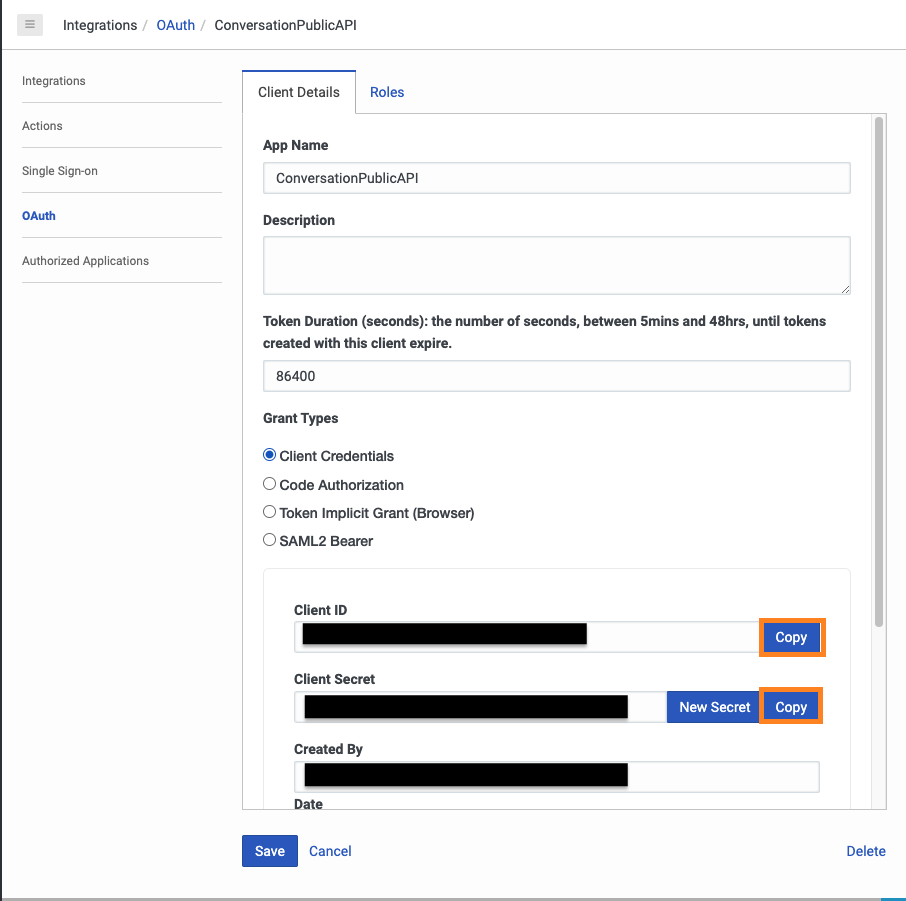 Integrations / OAuth / ConversationPublicAPI
Integrations
Actions
Single Sign-on
OAuth
Authorized Applications
Client Details
Roles
App Name
ConversationPublicAPI
Description
Token Duration (seconds): the number of seconds, between 5mins and 48hrs, until tokens
created with this client expire.
86400
Grant Types
Client Credentials
Code Authorization
Token Implicit Grant (Browser)
SAML2 Bearer
Client ID
Copy
Client Secret
New Secret
Copy
Created By
Date
Save
Cancel
Delete